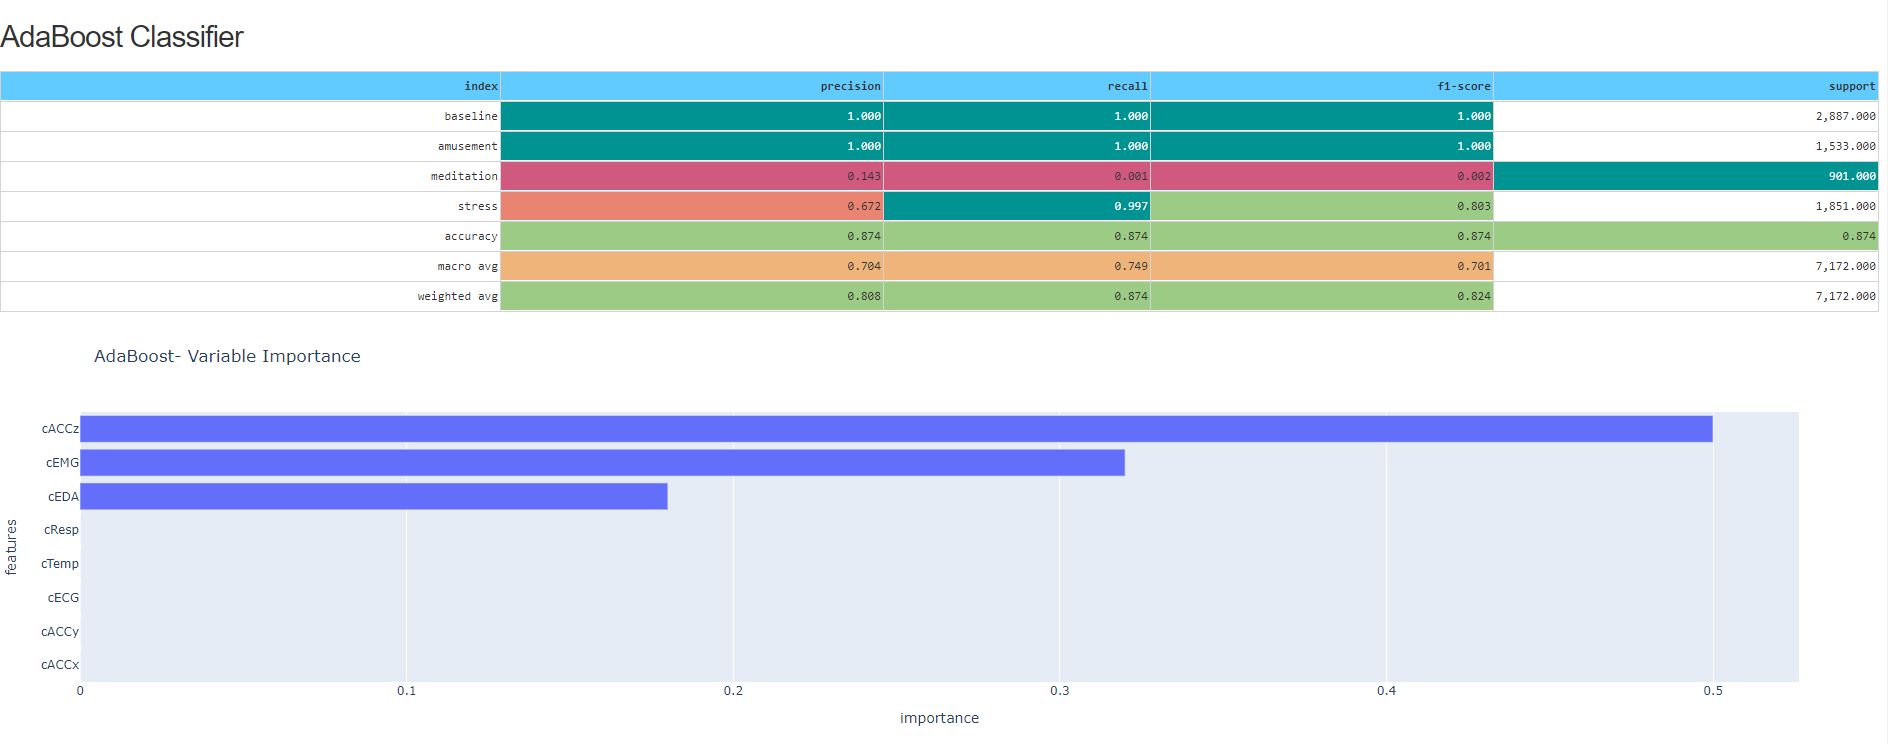 AdaBoost Classifier
index precision recall f1-score support
baseline 1.000 1.000 1.000 2,887.000
amusement 1.000 1.000 1.000 1,533.000
meditation 0.143 0.001 0.002 901.000
stress 0.672 0.997 0.803 1,851.000
accuracy 0.874 0.874 0.874 0.874
macro avg 0.704 0.749 0.701 7,172.000
weighted avg 0.808 0.874 0.824 7,172.000
AdaBoost- Variable Importance
cACCz
cEMG
cEDA
cResp
cTemp
cECG
cACCy
cACCx
features
0 0.1 0.2 0.3 0.4 0.5
importance